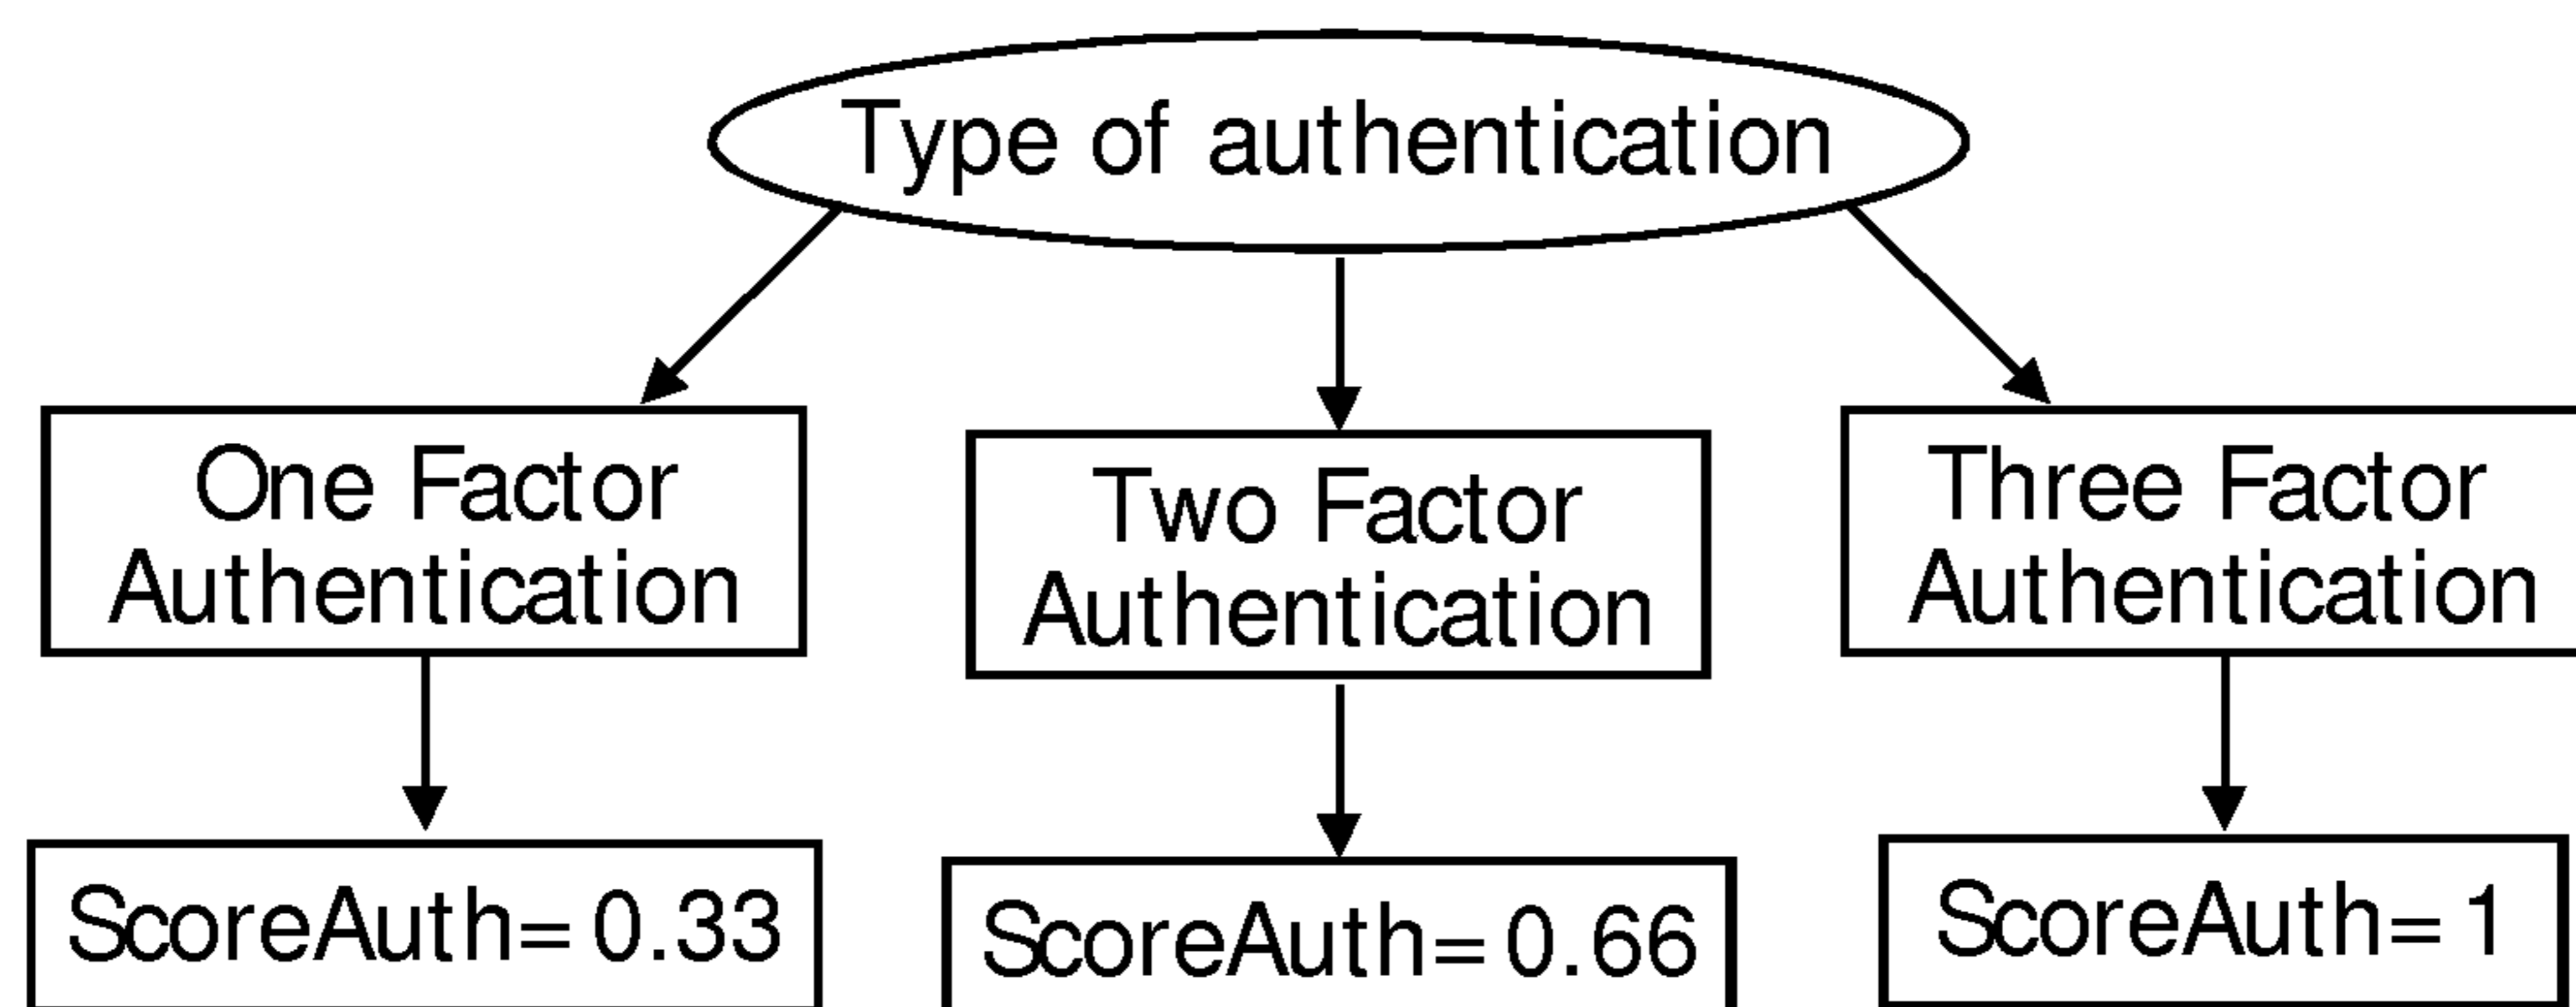 Type of authentication
One Factor
Authentication
Two Factor
Authentication
Three Factor
Authentication
ScoreAuth= 0.33
ScoreAuth= 0.66
ScoreAuth= 1